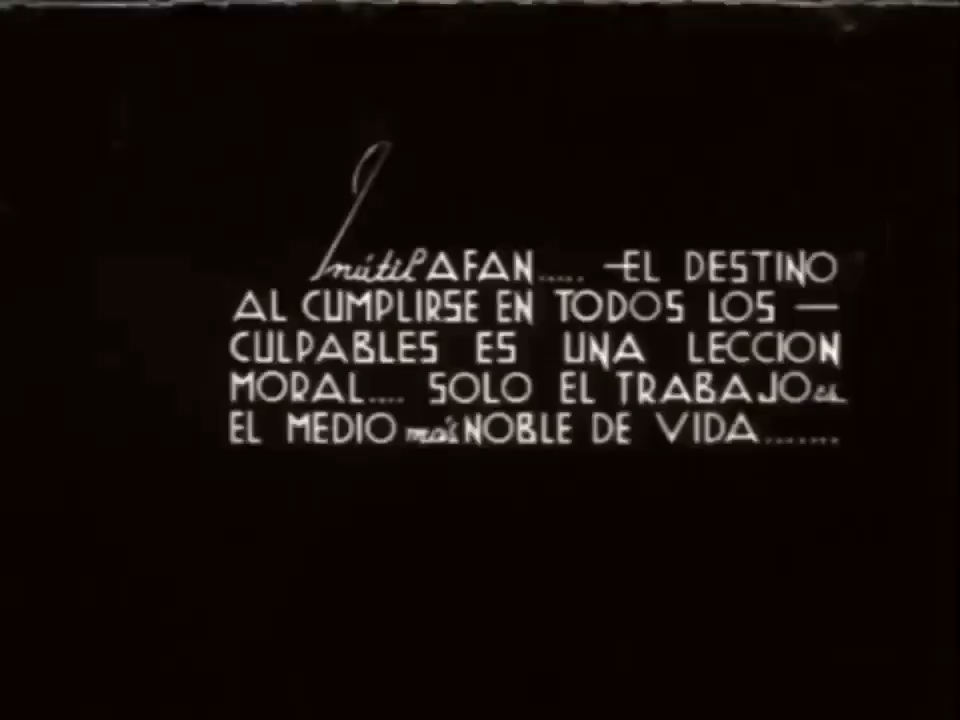 Inútil AFAN..... —EL DESTINO
AL CUMPLIRSE EN TODOS LOS —
CULPABLES ES UNA LECCION
MORAL.... SOLO EL TRABAJO es
EL MEDIO más NOBLE DE VIDA.......